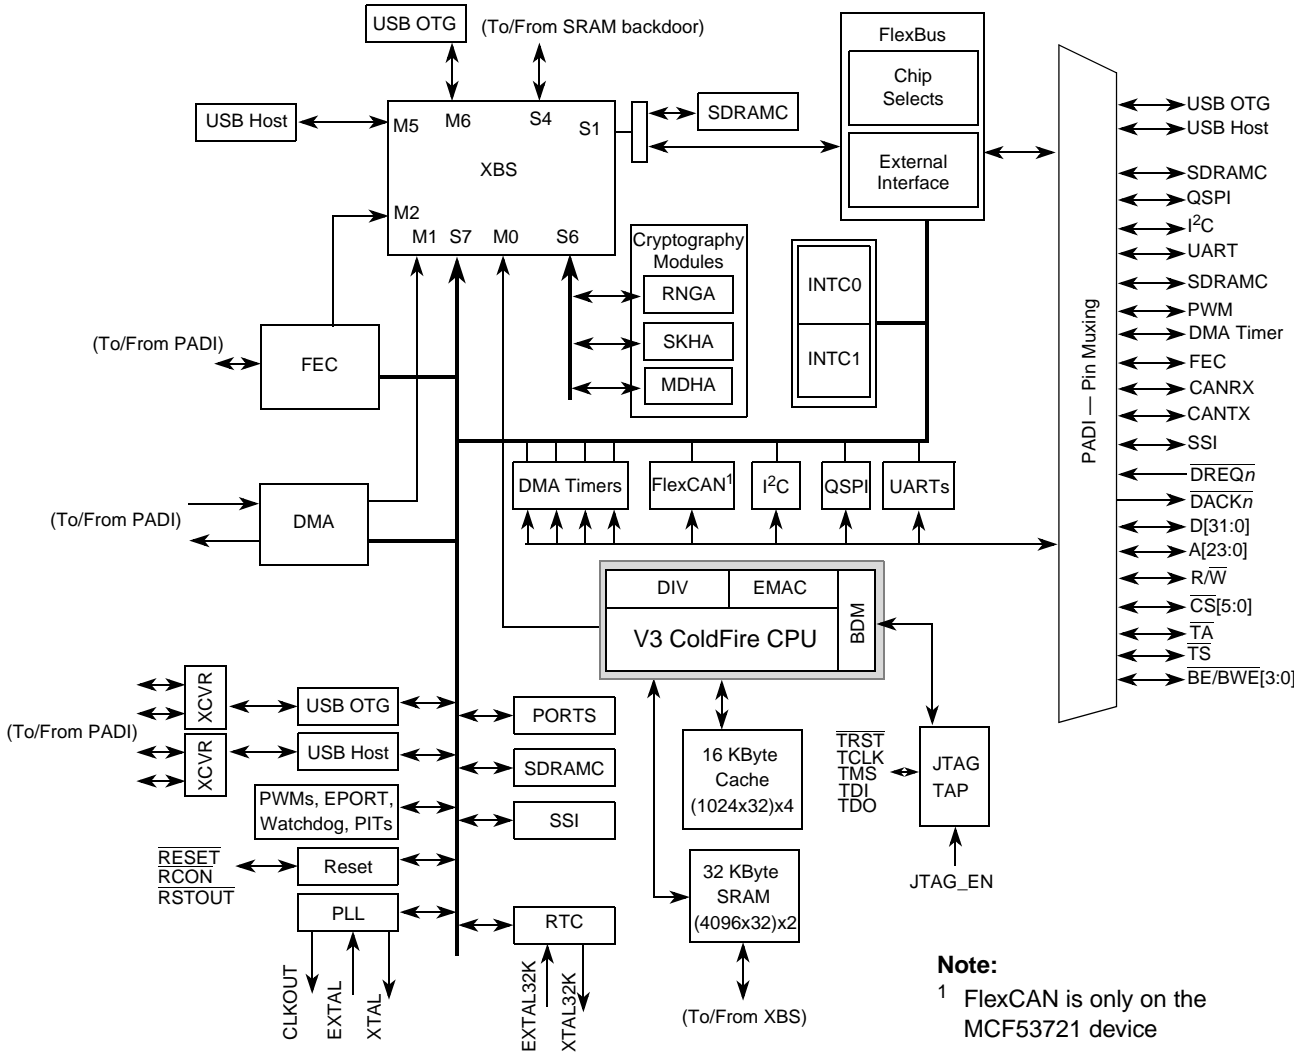 USB OTG
(To/From SRAM backdoor)
FlexBus
Chip
Selects
External
Interface
USB Host
M5
M6
S4
S1
XBS
M2
M1
S7
M0
S6
SDRAMC
Cryptography
Modules
RNGA
SKHA
MDHA
INTC0
INTC1
(To/From PADI)
FEC
(To/From PADI)
DMA
DMA Timers
FlexCAN¹
I²C
QSPI
UARTs
PADI — Pin Muxing
USB OTG
USB Host
SDRAMC
QSPI
I²C
UART
SDRAMC
PWM
DMA Timer
FEC
CANRX
CANTX
SSI
DREQn
DACKn
D[31:0]
A[23:0]
R/W
CS[5:0]
TA
TS
BE/BWE[3:0]
DIV
EMAC
V3 ColdFire CPU
BDM
(To/From PADI)
XCVR
XCVR
USB OTG
USB Host
PWMs, EPORT,
Watchdog, PITs
RESET
RCON
RSTOUT
Reset
PLL
CLKOUT
EXTAL
XTAL
PORTS
SDRAMC
SSI
RTC
EXTAL32K
XTAL32K
16 KByte
Cache
(1024x32)x4
32 KByte
SRAM
(4096x32)x2
(To/From XBS)
TRST
TCLK
TMS
TDI
TDO
JTAG
TAP
JTAG_EN
Note:
¹ FlexCAN is only on the
MCF53721 device